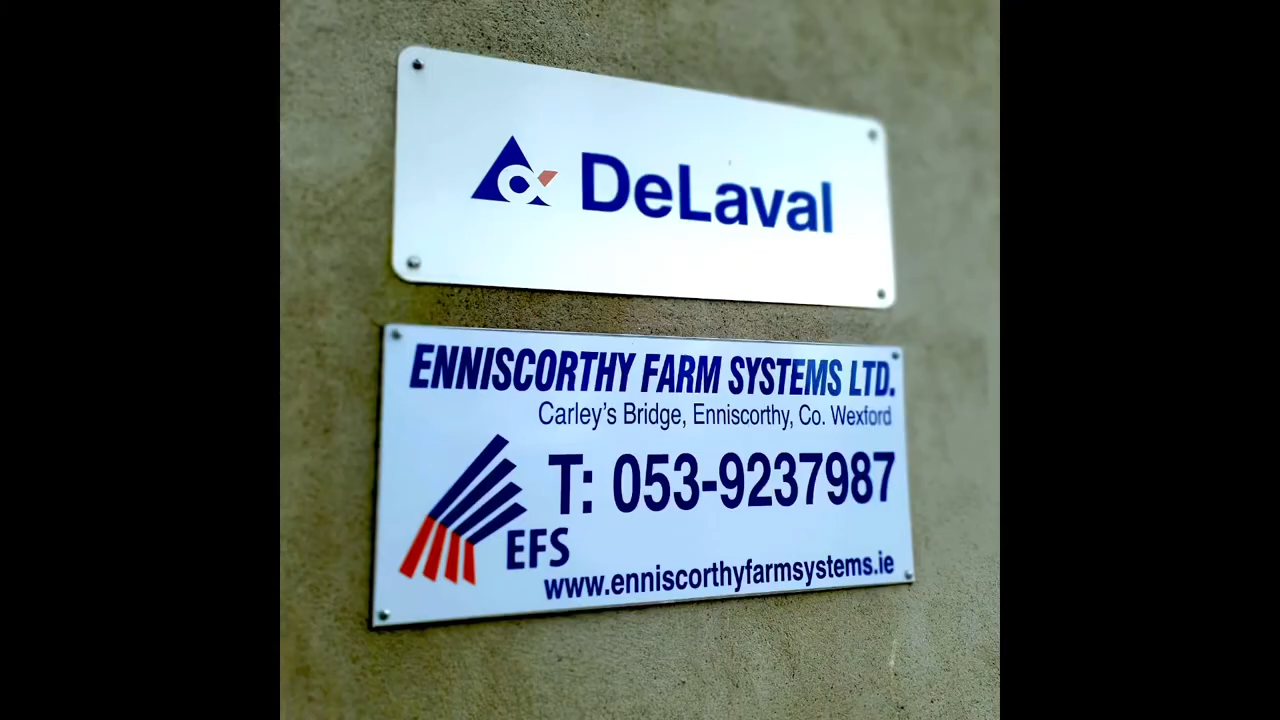 DeLaval
ENNISCORTHY FARM SYSTEMS LTD.
Carley's Bridge, Enniscorthy, Co. Wexford
T: 053-9237987
EFS
www.enniscorthyfarmsystems.ie